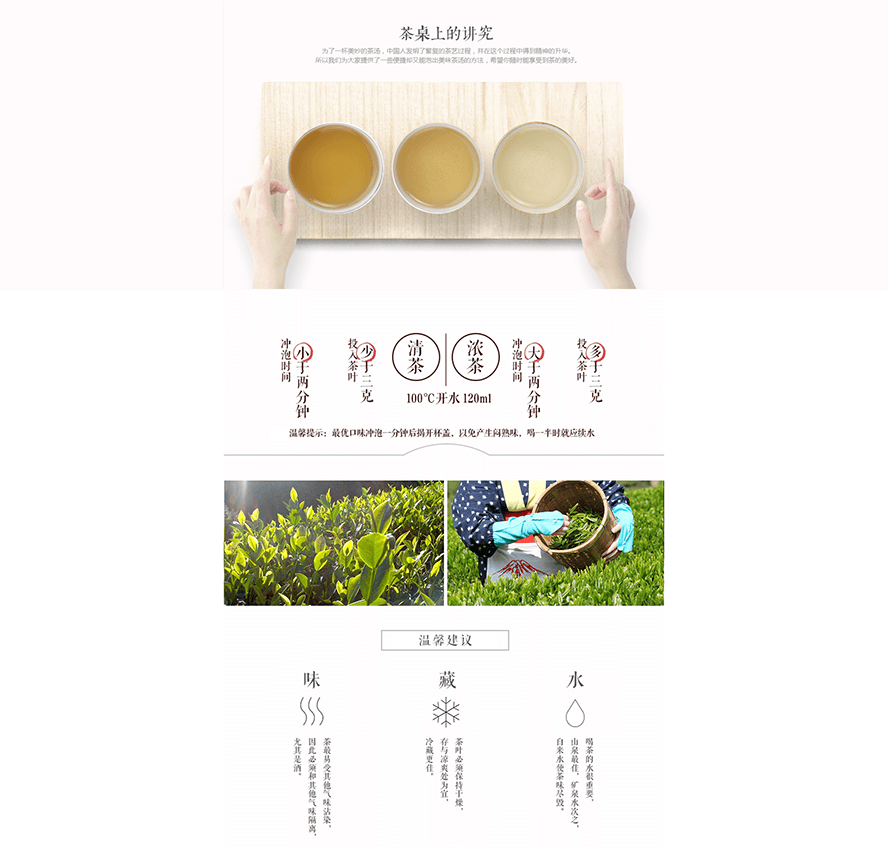 茶桌上的讲究
为了一杯美妙的茶汤，中国人发明了繁复的茶艺过程，并在这个过程中得到精神的升华。
所以我们为大家提供了一些便捷却又能泡出美味茶汤的方法，希望你随时能享受到茶的美好。
冲泡时间
小于两分钟
投入茶叶
少于三克
清茶
浓茶
100℃开水 120ml
冲泡时间
大于两分钟
投入茶叶
多于三克
温馨提示：最优口味冲泡一分钟后揭开杯盖、以免产生闷熟味，喝一半时就应续水
温馨建议
味
茶最易受其他气味沾染，
因此必须和其他气味隔离，
尤其是酒。
藏
茶叶必须保持干燥，
存与凉爽处为宜，
冷藏更佳。
水
喝茶的水很重要，
山泉最佳，矿泉水次之，
自来水使茶味尽毁。